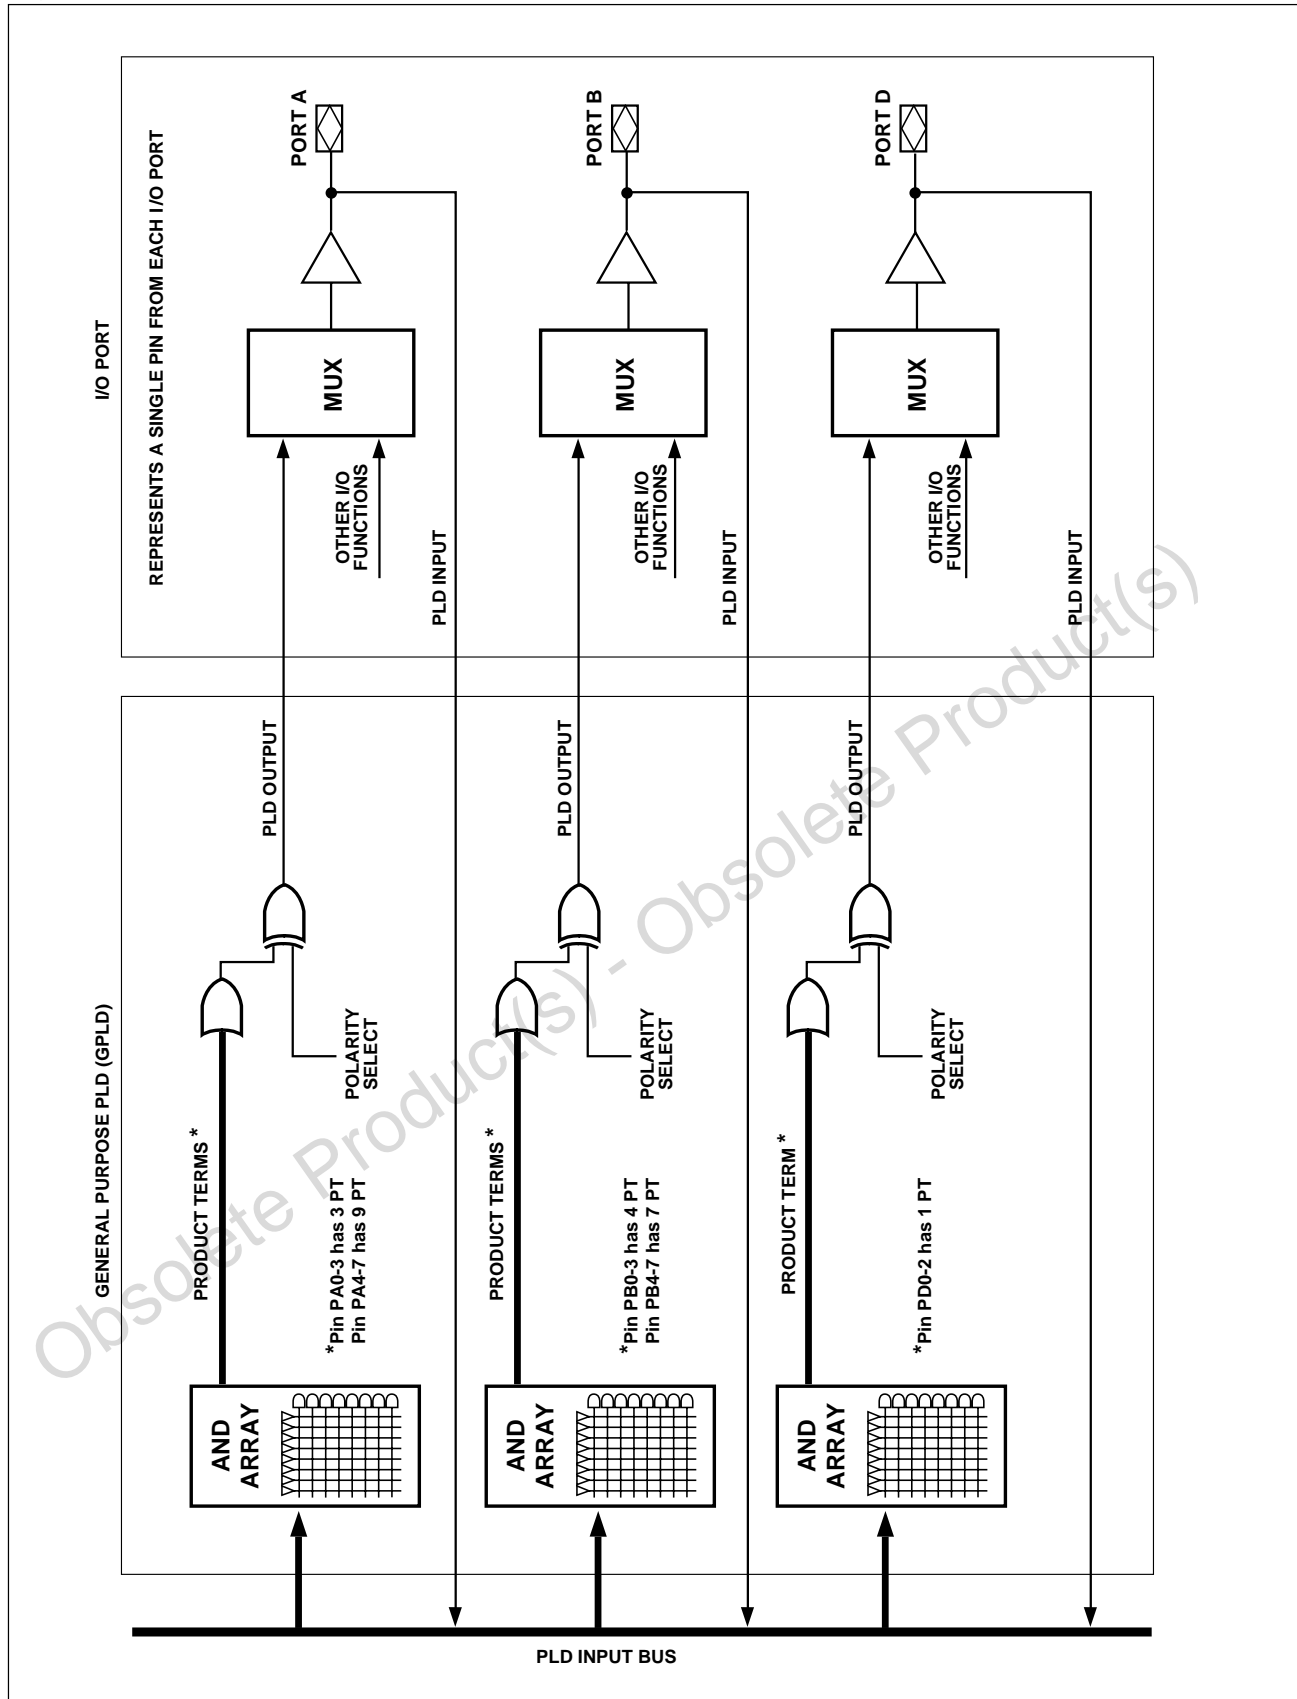 I/O PORT
REPRESENTS A SINGLE PIN FROM EACH I/O PORT
PORT A
MUX
OTHER I/O
FUNCTIONS
PLD INPUT
PORT B
MUX
OTHER I/O
FUNCTIONS
PLD INPUT
PORT D
MUX
OTHER I/O
FUNCTIONS
PLD INPUT
GENERAL PURPOSE PLD (GPLD)
PLD OUTPUT
POLARITY
SELECT
PRODUCT TERMS *
*Pin PA0-3 has 3 PT
Pin PA4-7 has 9 PT
AND
ARRAY
PLD OUTPUT
POLARITY
SELECT
PRODUCT TERMS *
*Pin PB0-3 has 4 PT
Pin PB4-7 has 7 PT
AND
ARRAY
PLD OUTPUT
POLARITY
SELECT
PRODUCT TERM *
*Pin PD0-2 has 1 PT
AND
ARRAY
PLD INPUT BUS
Obsolete Product(s) - Obsolete Product(s)